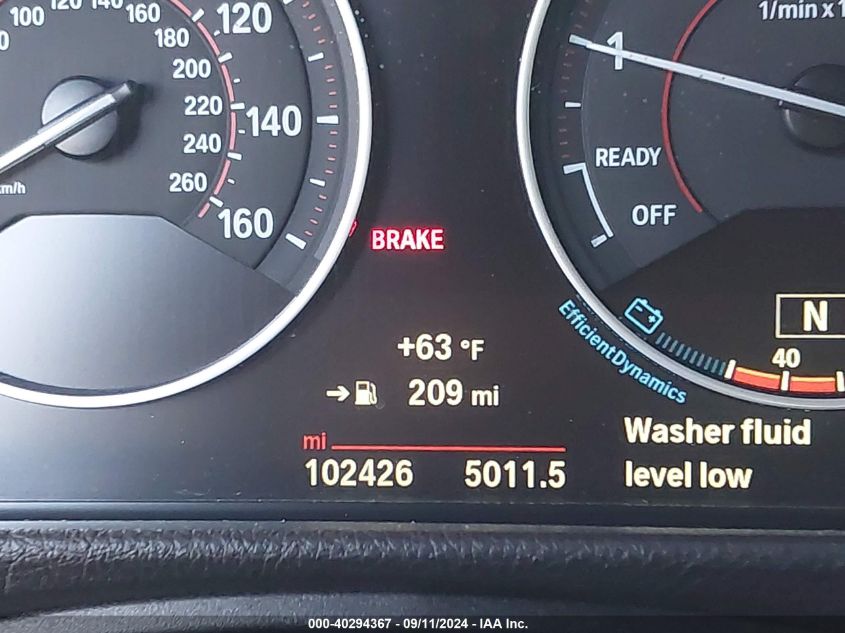 100 120 140 160
180
200
220
240
260
km/h
120
140
160
BRAKE
+63 °F
209 mi
mi
102426 5011.5
1/min x 1
1
READY
OFF
N
EfficientDynamics
40
Washer fluid
level low
000-40294367 - 09/11/2024 - IAA Inc.